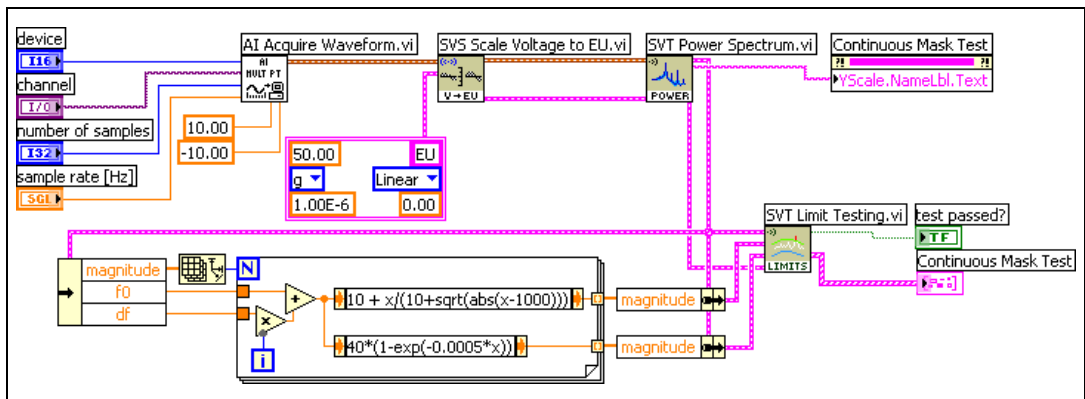 device
I16
channel
I/O
number of samples
I32
sample rate [Hz]
SGL
AI Acquire Waveform.vi
AI
MULT PT
10.00
-10.00
SVS Scale Voltage to EU.vi
V→EU
50.00
EU
g
Linear
1.00E-6
0.00
SVT Power Spectrum.vi
POWER
Continuous Mask Test
?!
?!
YScale.NameLbl.Text
SVT Limit Testing.vi
LIMITS
test passed?
TF
Continuous Mask Test
magnitude
f0
df
N
+
x
i
10 + x/(10+sqrt(abs(x-1000)))
40*(1-exp(-0.0005*x))
magnitude
magnitude